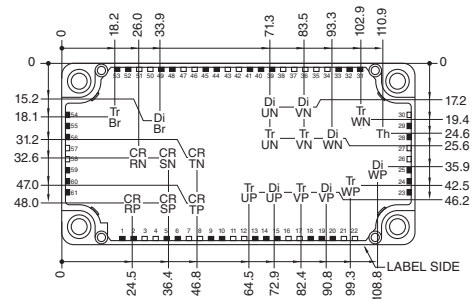 0 18.2 26.0 33.9 71.3 83.5 93.3 102.9 110.9
0 0
53 52 51 50 49 48 47 46 45 44 43 42 41 40 39 38 37 36 35 34 33 32 31
15.2 17.2
18.1 19.4
31.2 24.6
32.6 25.6
47.0 35.9
48.0 42.5
46.2
54 55 56 57 58 59 60 61
30 29 28 27 26 25 24 23
Tr Br
Di Br
Di UN
Di VN
Tr WN
Th
Tr UN
Tr VN
Di WN
CR RN
CR SN
CR TN
Di WP
Tr WP
CR RP
CR SP
CR TP
Tr UP
Di UP
Tr VP
Di VP
1 2 3 4 5 6 7 8 9 10 11 12 13 14 15 16 17 18 19 20 21 22
LABEL SIDE
0 24.5 36.4 46.8 64.5 72.9 82.4 90.8 99.3 108.8